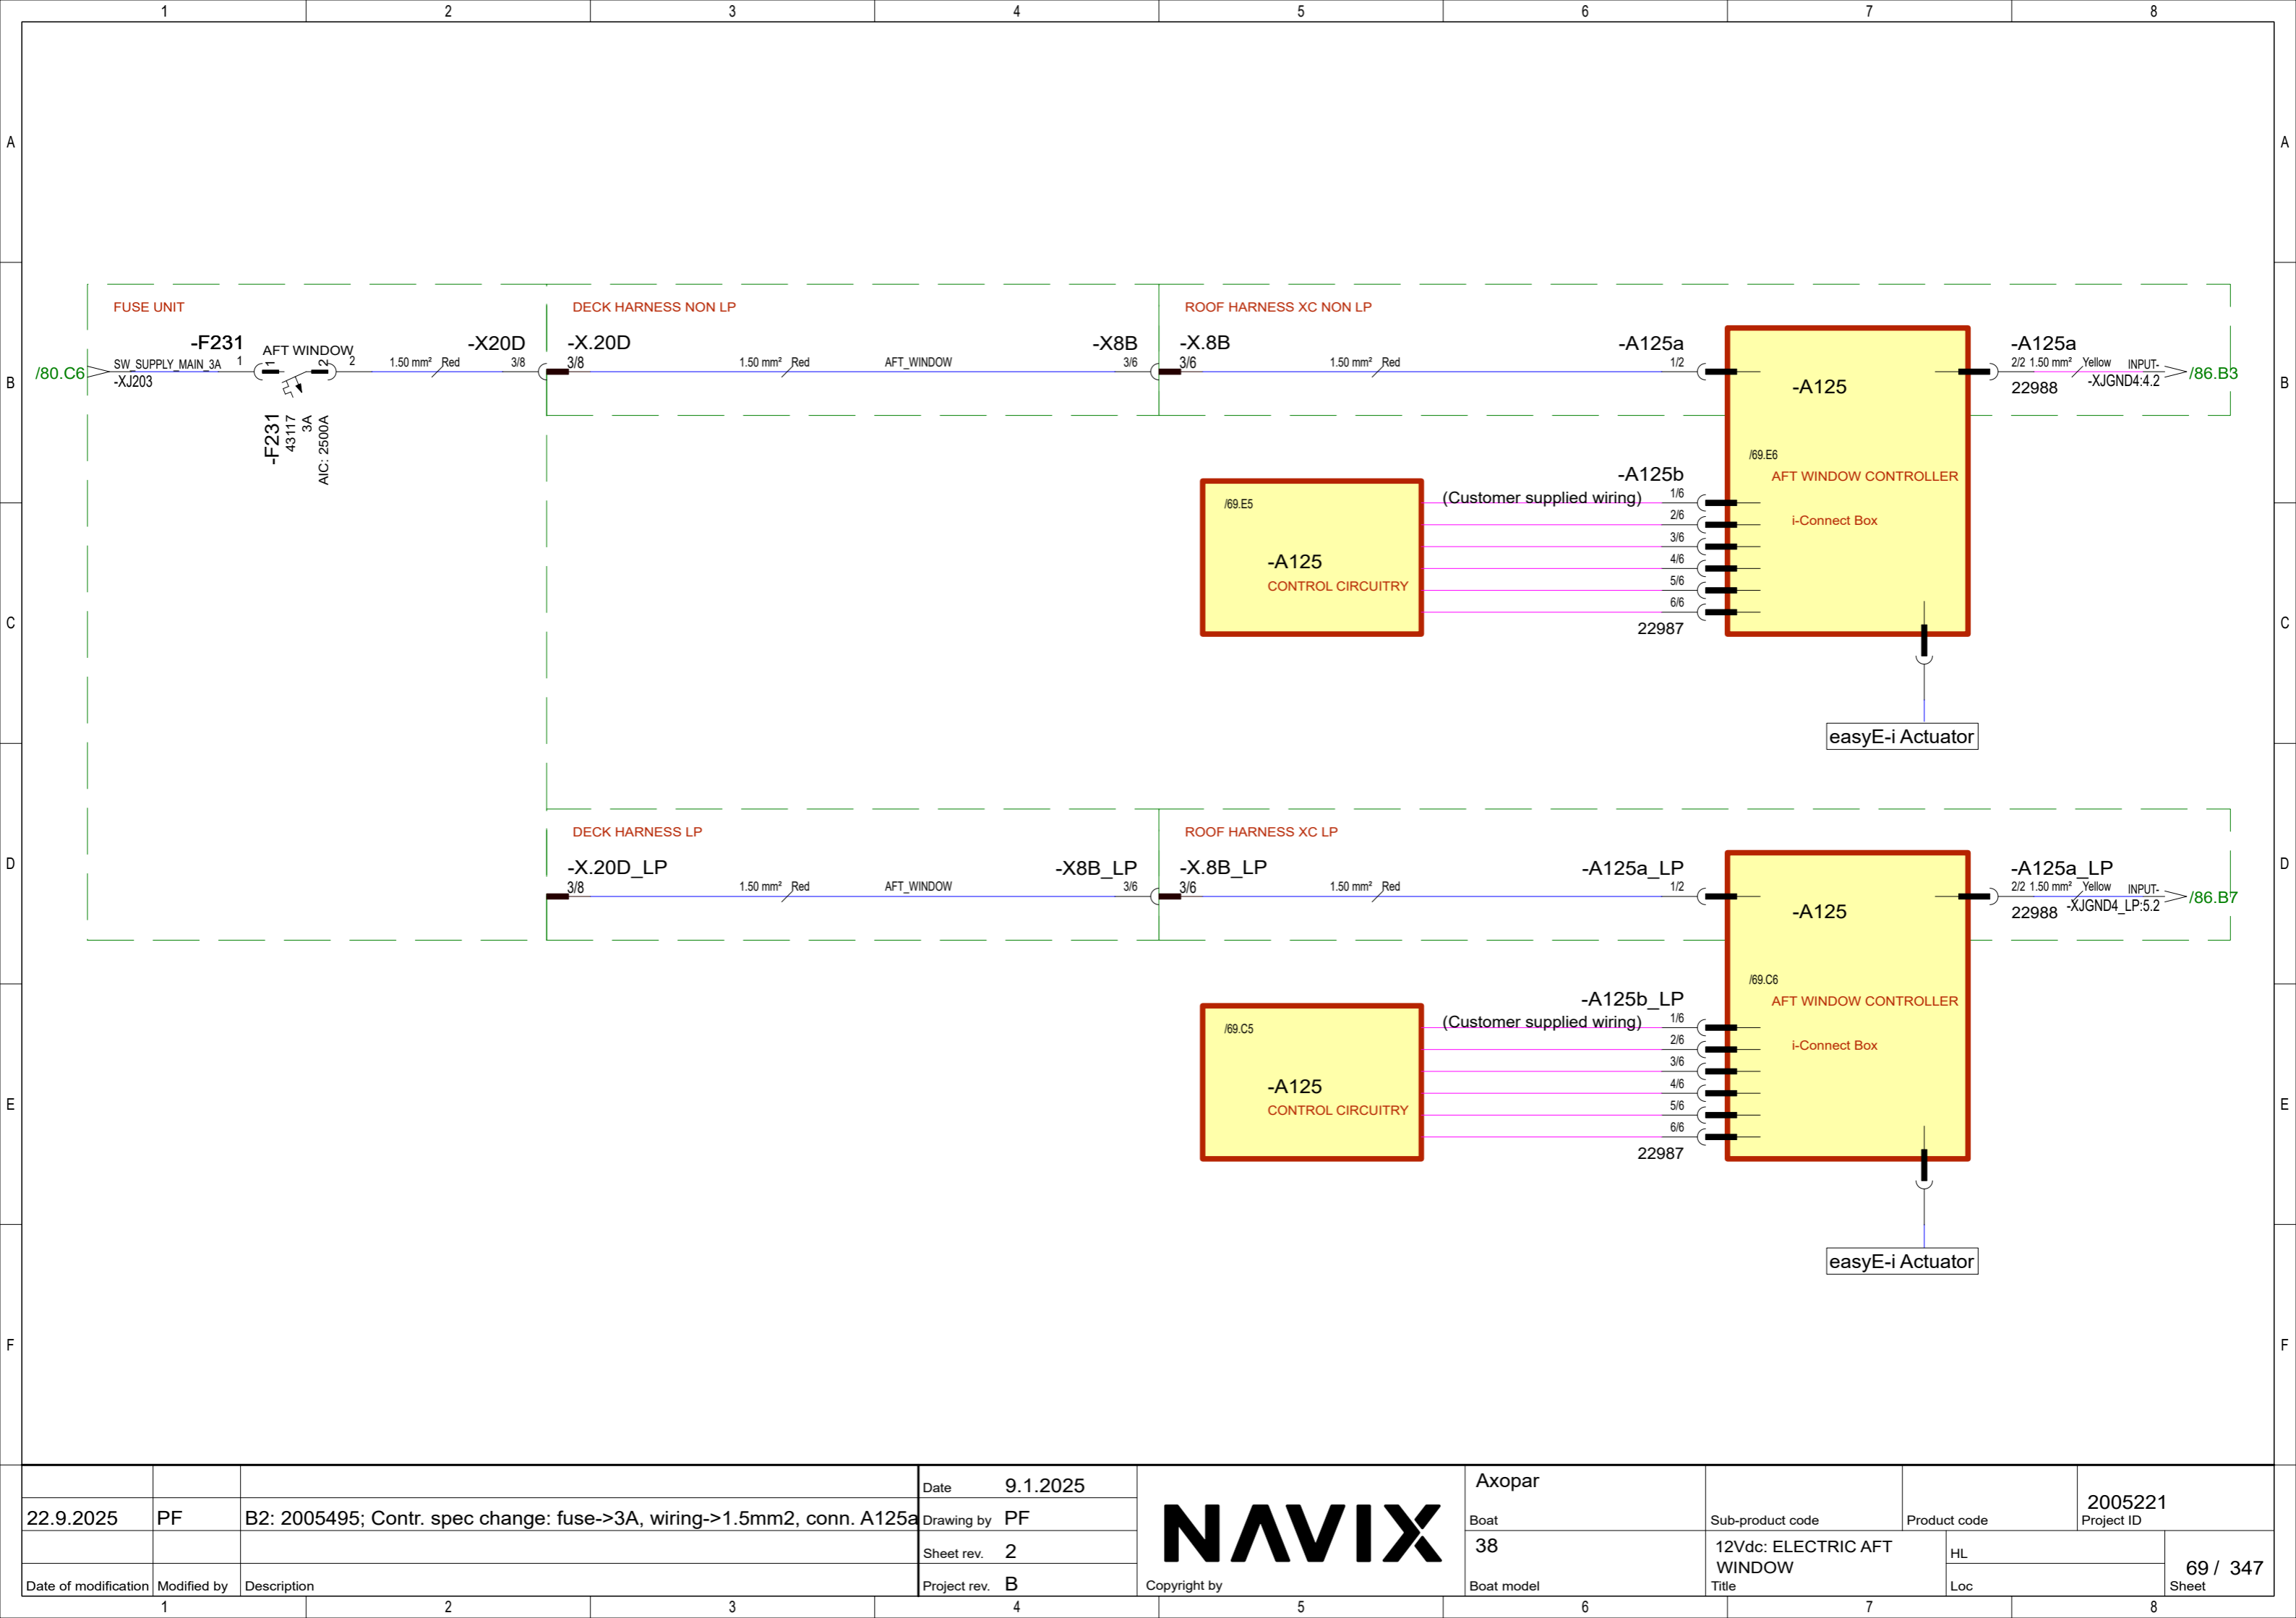 1 2 3 4 5 6 7 8
A A
B B
C C
D D
E E
F F
FUSE UNIT
DECK HARNESS NON LP
ROOF HARNESS XC NON LP
/80.C6
SW_SUPPLY_MAIN_3A
-XJ203
-F231
1
AFT WINDOW
1
2
2
-F231
43117
3A
AIC: 2500A
1.50 mm² Red
-X20D
3/8
-X.20D
3/8
1.50 mm² Red
AFT_WINDOW
-X8B
3/6
-X.8B
3/6
1.50 mm² Red
-A125a
1/2
-A125
/69.E6
AFT WINDOW CONTROLLER
i-Connect Box
-A125a
2/2 1.50 mm² Yellow INPUT-
22988
-XJGND4:4.2
/86.B3
/69.E5
-A125
CONTROL CIRCUITRY
-A125b
(Customer supplied wiring)
1/6
2/6
3/6
4/6
5/6
6/6
22987
easyE-i Actuator
DECK HARNESS LP
ROOF HARNESS XC LP
-X.20D_LP
3/8
1.50 mm² Red
AFT_WINDOW
-X8B_LP
3/6
-X.8B_LP
3/6
1.50 mm² Red
-A125a_LP
1/2
-A125
/69.C6
AFT WINDOW CONTROLLER
i-Connect Box
-A125a_LP
2/2 1.50 mm² Yellow INPUT-
22988
-XJGND4_LP:5.2
/86.B7
/69.C5
-A125
CONTROL CIRCUITRY
-A125b_LP
(Customer supplied wiring)
1/6
2/6
3/6
4/6
5/6
6/6
22987
easyE-i Actuator
22.9.2025 PF B2: 2005495; Contr. spec change: fuse->3A, wiring->1.5mm2, conn. A125a
Date of modification Modified by Description
Date 9.1.2025
Drawing by PF
Sheet rev. 2
Project rev. B
NAVIX
Copyright by
Axopar
Boat
38
Boat model
Sub-product code
Product code
2005221
Project ID
12Vdc: ELECTRIC AFT
WINDOW
Title
HL
Loc
69 / 347
Sheet
1 2 3 4 5 6 7 8